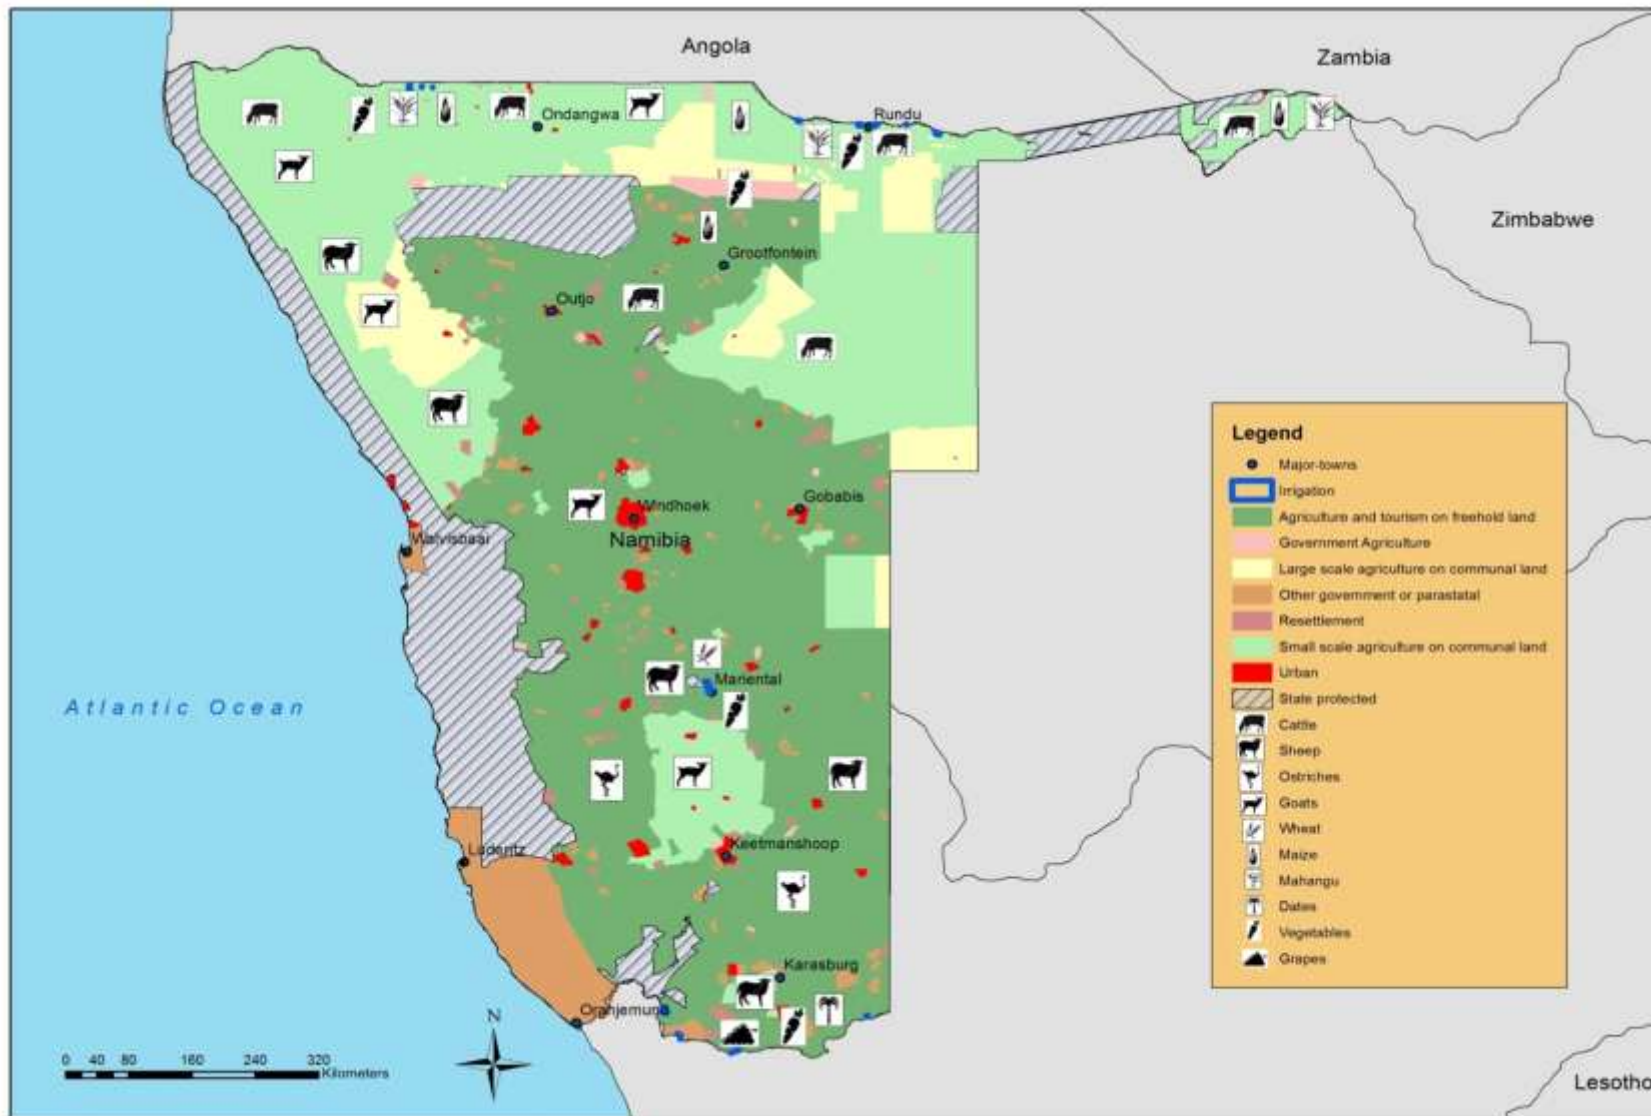 Angola
Zambia
Ondangwa
Rundu
Zimbabwe
Grootfontein
Outjo
Gobabis
Windhoek
Namibia
Walvisbaai
Mariental
Atlantic Ocean
Keetmanshoop
Luderitz
Karasburg
Oranjemund
N
0 40 80 160 240 320
Kilometers
Lesotho
Legend
Major-towns
Irrigation
Agriculture and tourism on freehold land
Government Agriculture
Large scale agriculture on communal land
Other government or parastatal
Resettlement
Small scale agriculture on communal land
Urban
State protected
Cattle
Sheep
Ostriches
Goats
Wheat
Maize
Mahangu
Dates
Vegetables
Grapes